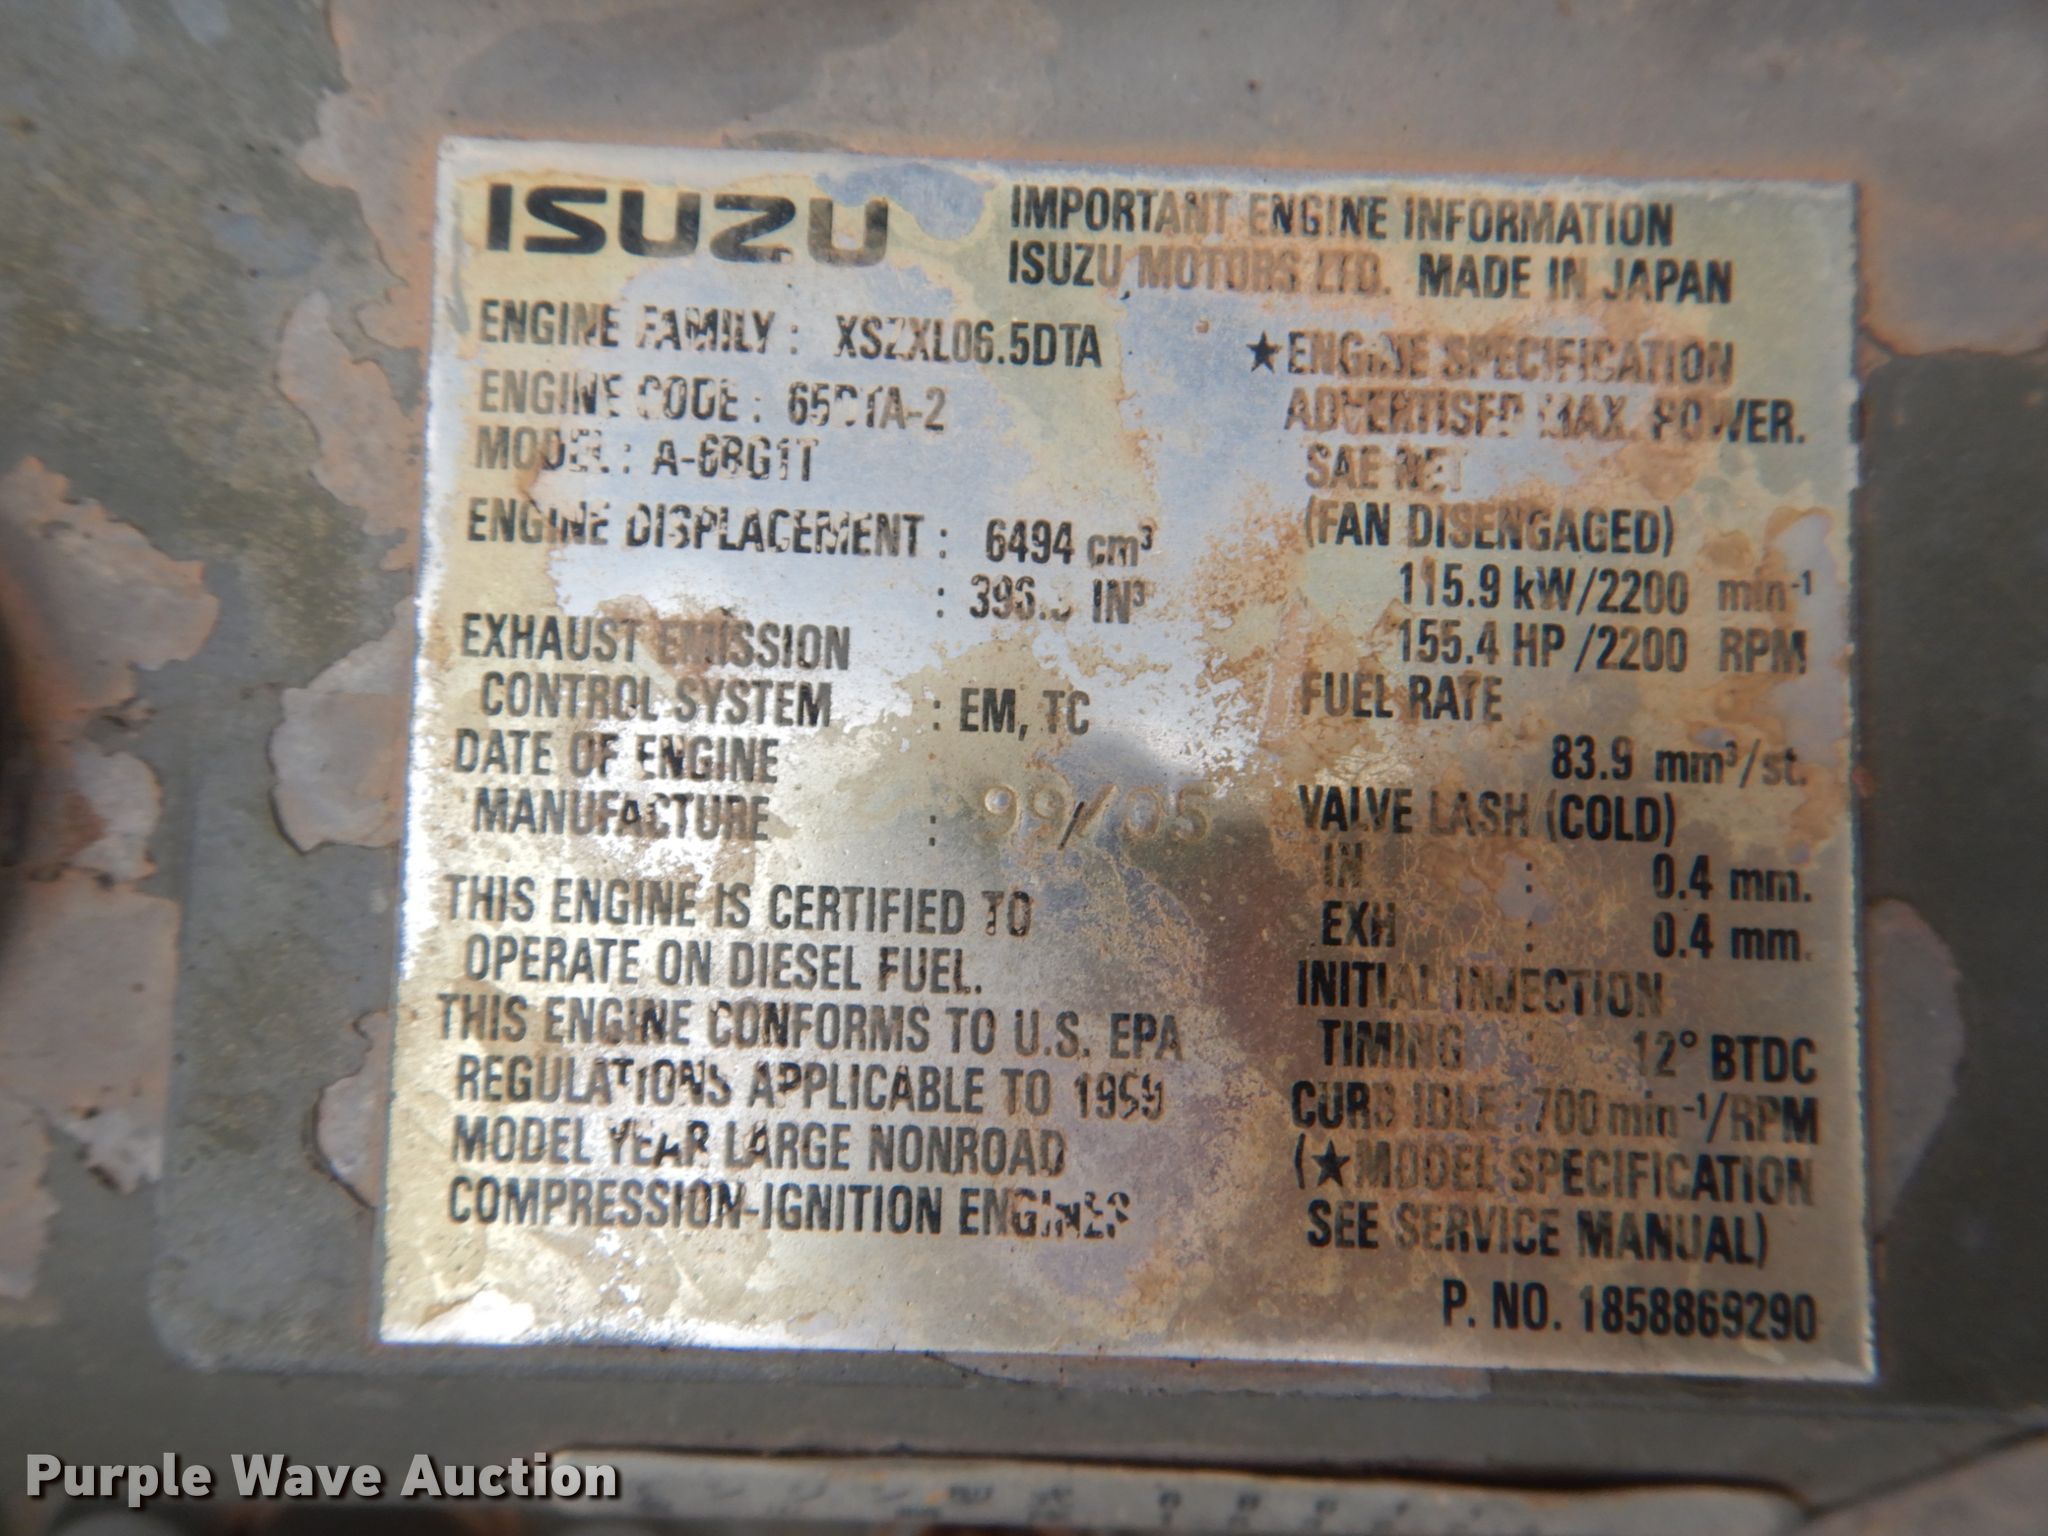 ISUZU
IMPORTANT ENGINE INFORMATION
ISUZU MOTORS LTD. MADE IN JAPAN
ENGINE FAMILY : XSZXL06.5DTA
ENGINE CODE : 65DTA-2
MODEL : A-6BG1T
ENGINE DISPLACEMENT : 6494 cm³
: 396.3 IN³
EXHAUST EMISSION
CONTROL SYSTEM : EM, TC
DATE OF ENGINE
MANUFACTURE : 99/05
THIS ENGINE IS CERTIFIED TO
OPERATE ON DIESEL FUEL.
THIS ENGINE CONFORMS TO U.S. EPA
REGULATIONS APPLICABLE TO 1999
MODEL YEAR LARGE NONROAD
COMPRESSION-IGNITION ENGINES
★ENGINE SPECIFICATION
ADVERTISED MAX. POWER.
SAE NET
(FAN DISENGAGED)
115.9 kW/2200 min⁻¹
155.4 HP /2200 RPM
FUEL RATE
83.9 mm³/st.
VALVE LASH (COLD)
IN : 0.4 mm.
EXH : 0.4 mm.
INITIAL INJECTION
TIMING : 12° BTDC
CURB IDLE : 700 min⁻¹/RPM
(★MODEL SPECIFICATION
SEE SERVICE MANUAL)
P. NO. 1858869290
Purple Wave Auction